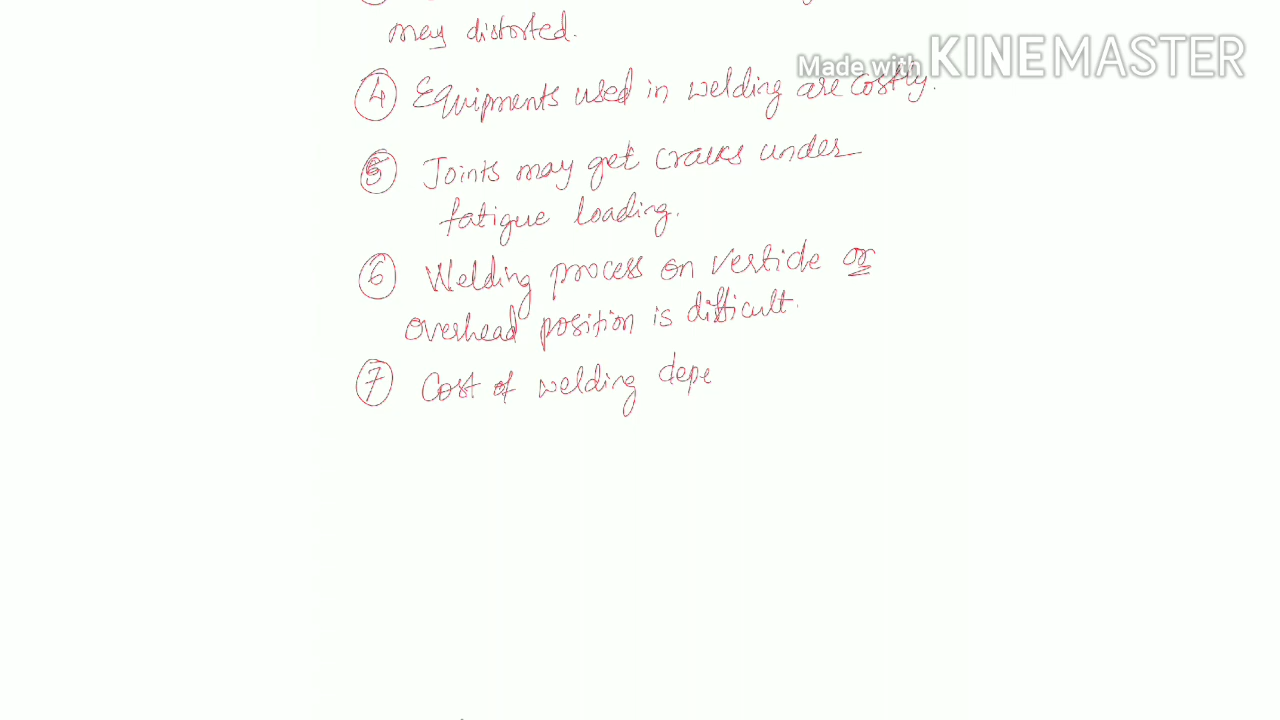 may distorted.
Made with KINEMASTER
④ Equipments used in welding are costly.
⑤ Joints may get cracks under
fatigue loading.
⑥ Welding process on verticle or
overhead position is difficult.
⑦ Cost of welding depe